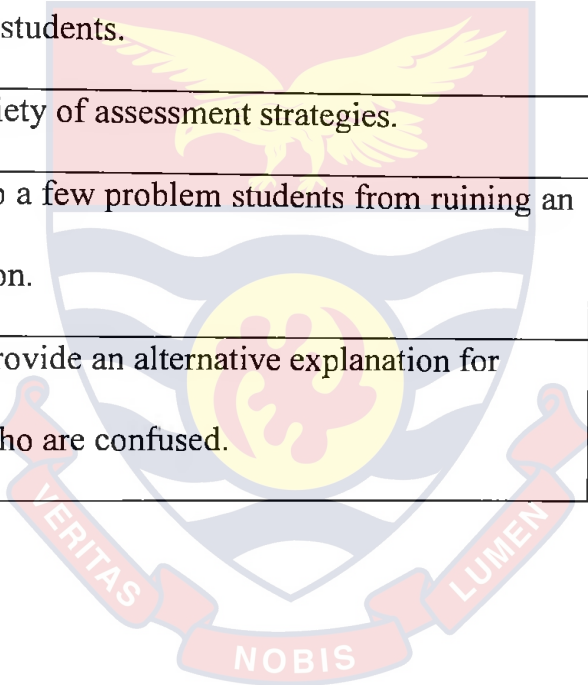 students.
iety of assessment strategies.
o a few problem students from ruining an
on.
rovide an alternative explanation for
ho are confused.
VERITAS
NOBIS
LUMEN